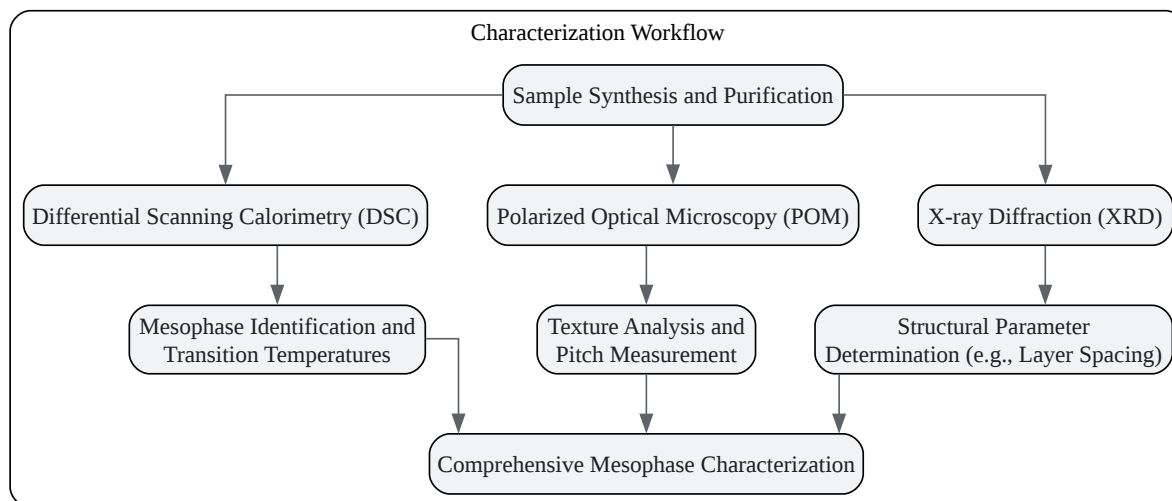 Characterization Workflow
Sample Synthesis and Purification
Differential Scanning Calorimetry (DSC)
Polarized Optical Microscopy (POM)
X-ray Diffraction (XRD)
Mesophase Identification and
Transition Temperatures
Texture Analysis and
Pitch Measurement
Structural Parameter
Determination (e.g., Layer Spacing)
Comprehensive Mesophase Characterization